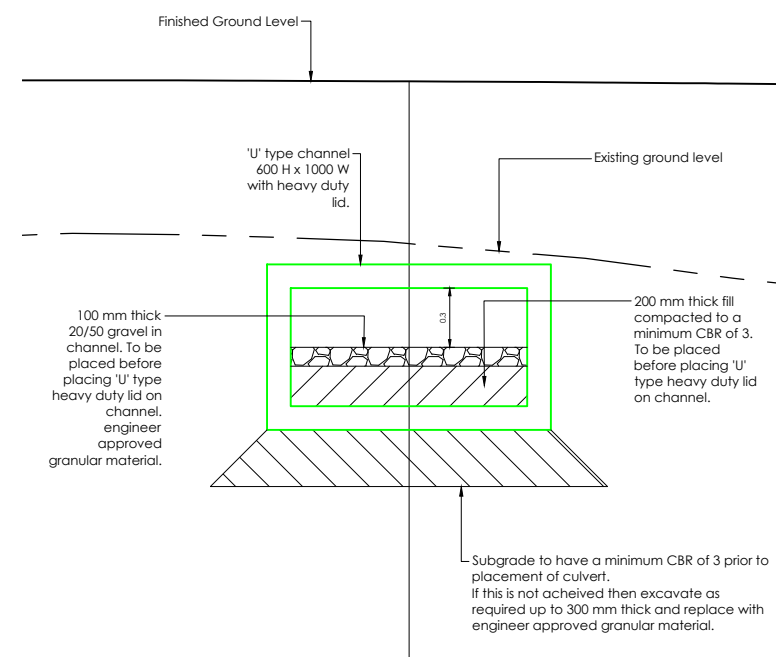 Finished Ground Level
'U' type channel
600 H x 1000 W
with heavy duty
lid.
Existing ground level
100 mm thick
20/50 gravel in
channel. To be
placed before
placing 'U' type
heavy duty lid on
channel.
engineer
approved
granular material.
0.3
200 mm thick fill
compacted to a
minimum CBR of 3.
To be placed
before placing 'U'
type heavy duty lid
on channel.
Subgrade to have a minimum CBR of 3 prior to
placement of culvert.
If this is not acheived then excavate as
required up to 300 mm thick and replace with
engineer approved granular material.